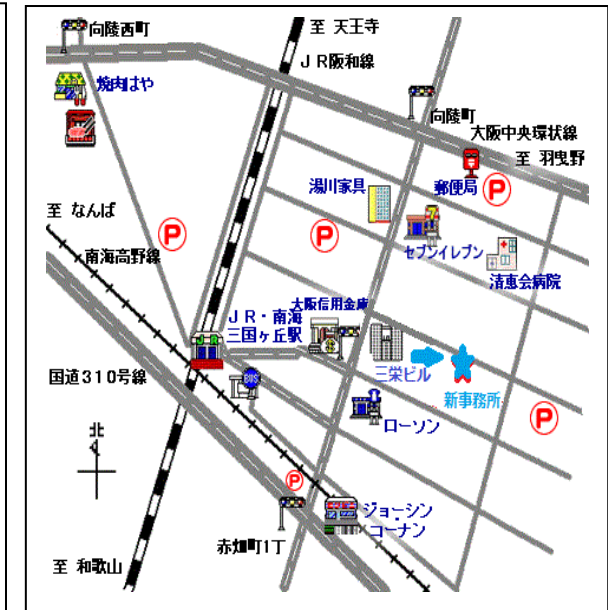 向陵西町
至 天王寺
JR阪和線
焼肉はや
向陵町
大阪中央環状線
至 羽曳野
湯川家具
郵便局
P
至 なんば
P
P
7
セブンイレブン
南海高野線
清恵会病院
JR・南海
三国ヶ丘駅
大阪信用金庫
JR
国道310号線
BUS
三栄ビル
新事務所
P
ローソン
北
P
ジョーシン
コーナン
赤畑町1丁
至 和歌山